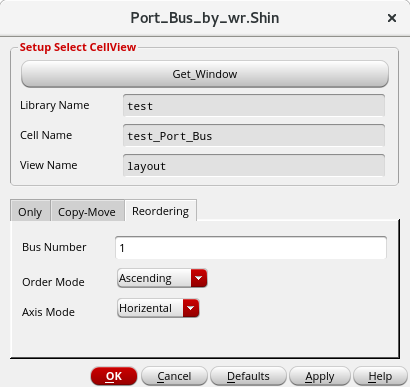 Port_Bus_by_wr.Shin
Setup Select CellView
Get_Window
Library Name test
Cell Name test_Port_Bus
View Name layout
Only Copy-Move Reordering
Bus Number 1
Order Mode Ascending
Axis Mode Horizental
OK Cancel Defaults Apply Help